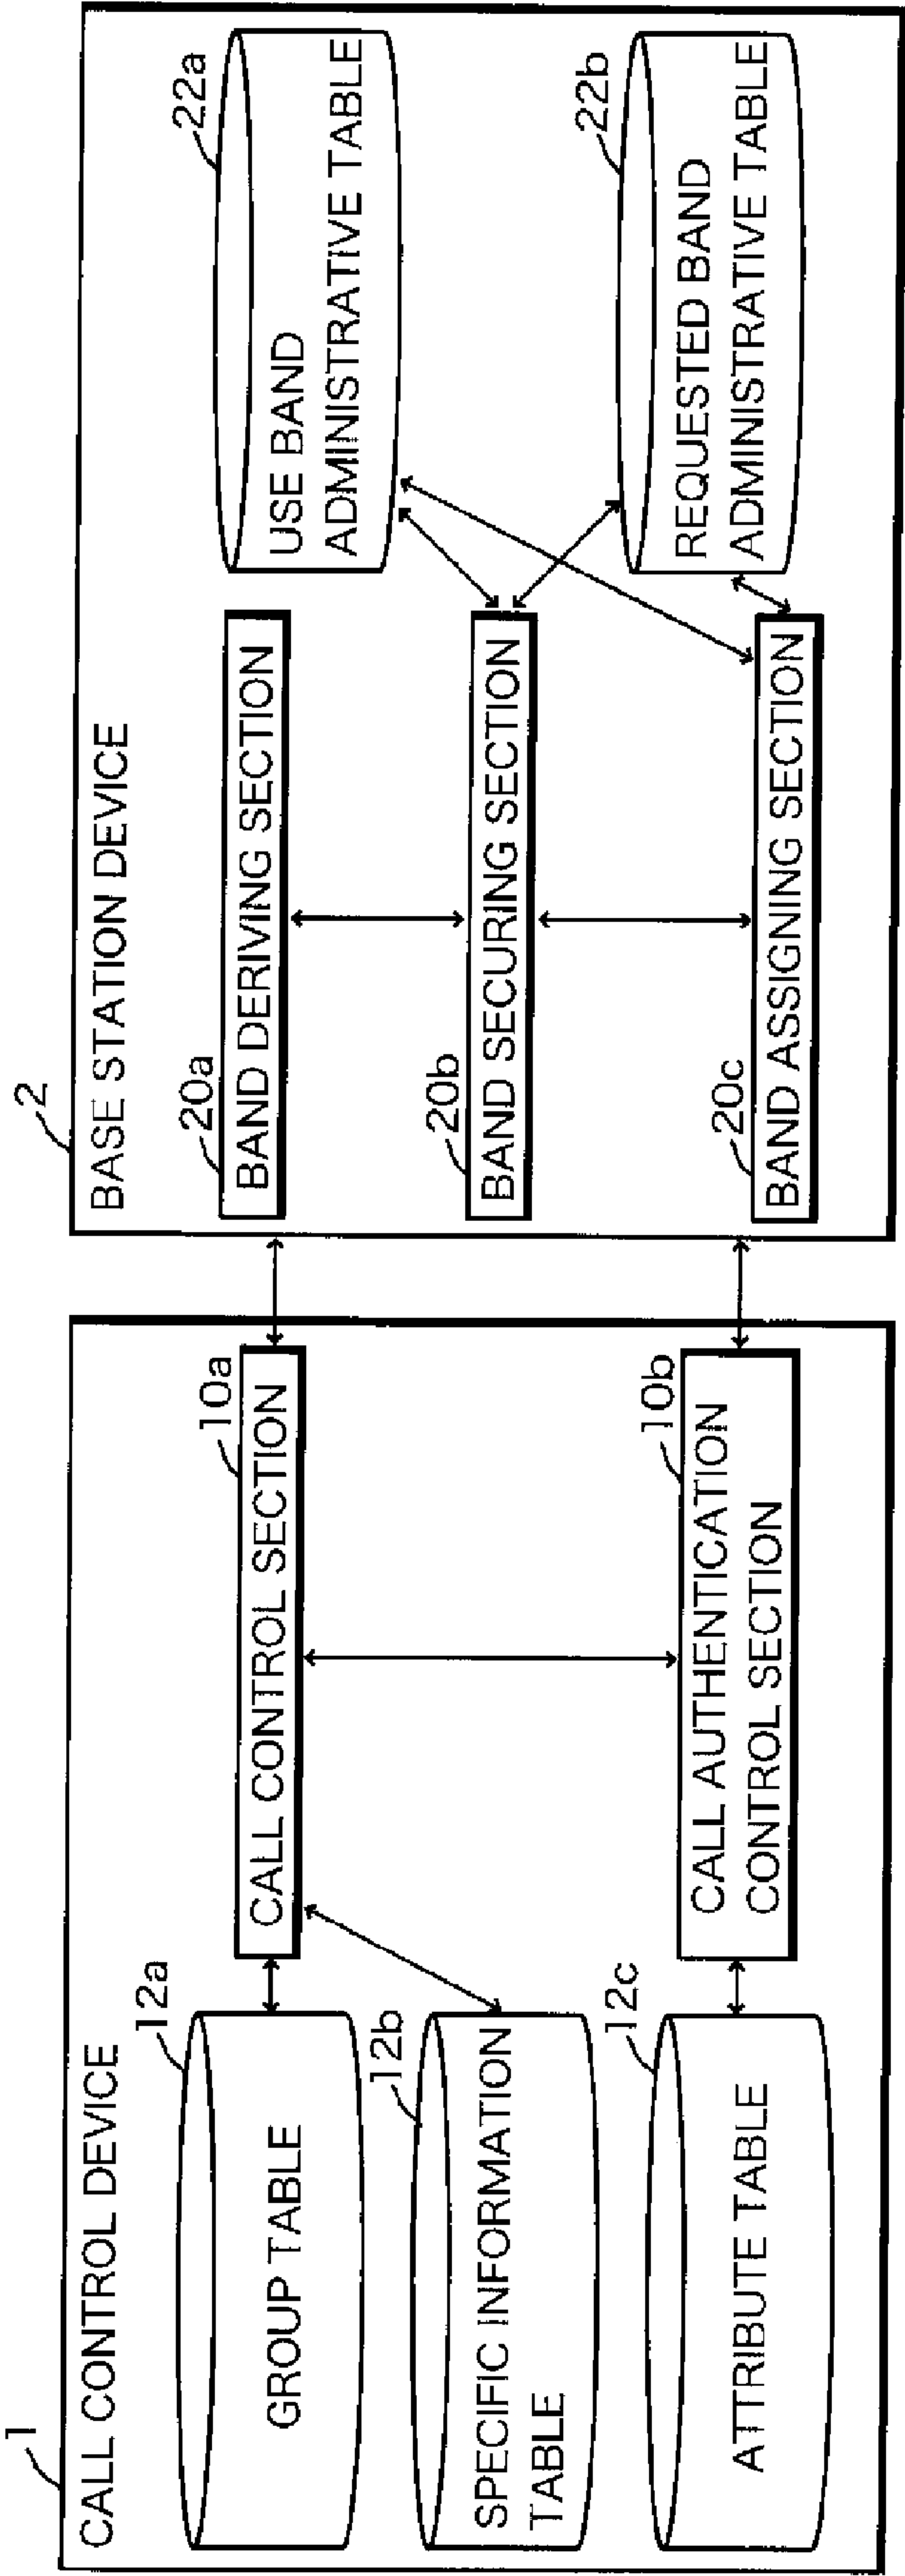 1
CALL CONTROL DEVICE
12a
GROUP TABLE
12b
SPECIFIC INFORMATION
TABLE
12c
ATTRIBUTE TABLE
10a
CALL CONTROL SECTION
10b
CALL AUTHENTICATION
CONTROL SECTION
2
BASE STATION DEVICE
20a
BAND DERIVING SECTION
20b
BAND SECURING SECTION
20c
BAND ASSIGNING SECTION
22a
USE BAND
ADMINISTRATIVE TABLE
22b
REQUESTED BAND
ADMINISTRATIVE TABLE